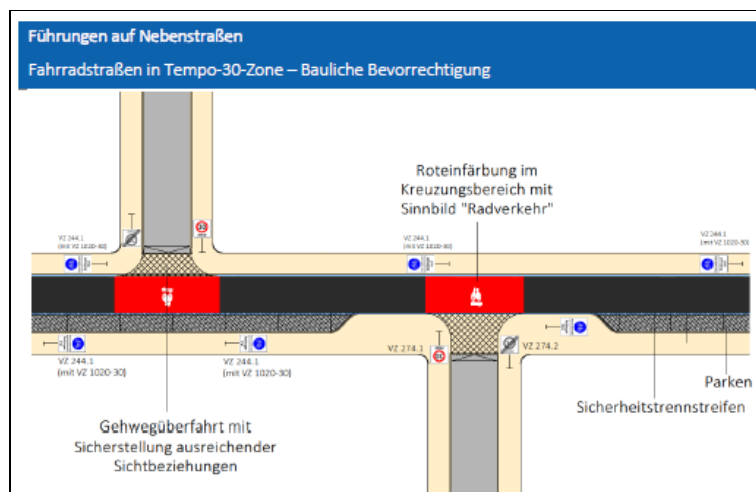 Führungen auf Nebenstraßen
Fahrradstraßen in Tempo-30-Zone – Bauliche Bevorrechtigung
Roteinfärbung im
Kreuzungsbereich mit
Sinnbild "Radverkehr"
VZ 244.1
(mit VZ 1020-30)
VZ 244.1
(mit VZ 1020-30)
VZ 244.1
(mit VZ 1020-30)
30
VZ 244.1
(mit VZ 1020-30)
VZ 244.1
(mit VZ 1020-30)
VZ 274.1
VZ 274.2
Parken
Sicherheitstrennstreifen
Gehwegüberfahrt mit
Sicherstellung ausreichender
Sichtbeziehungen